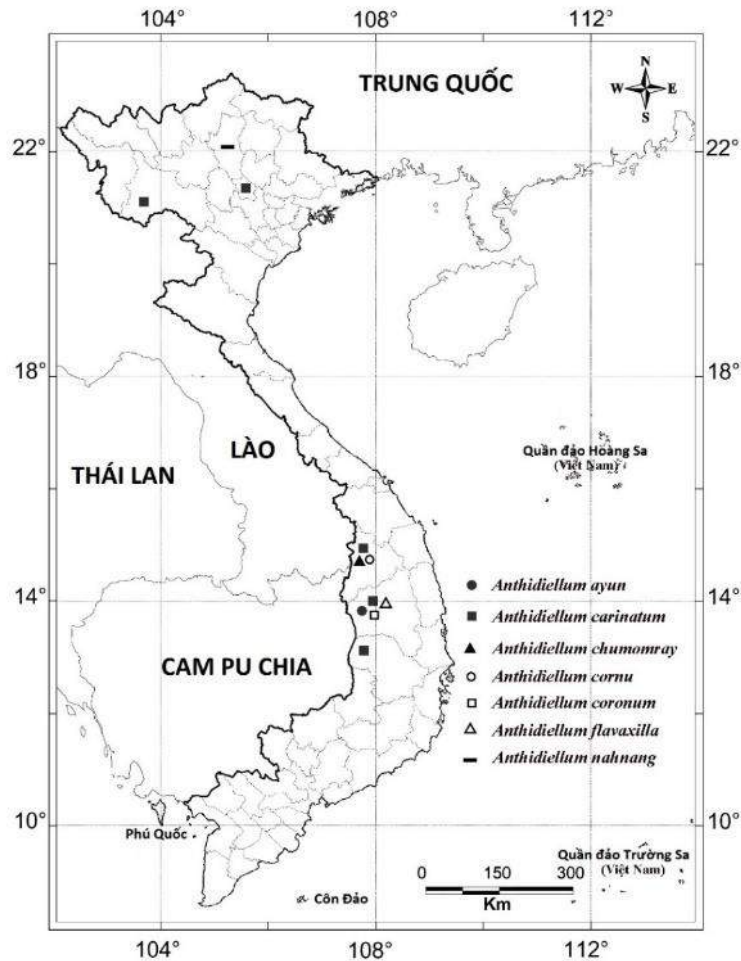 104° 108° 112°
TRUNG QUỐC
N
W E
S
22° 22°
18° 18°
LÀO
THÁI LAN
Quần đảo Hoàng Sa
(Việt Nam)
14° 14°
Anthidiellum ayun
Anthidiellum carinatum
Anthidiellum chumomray
Anthidiellum cornu
Anthidiellum coronum
Anthidiellum flavaxilla
Anthidiellum nahnang
CAM PU CHIA
10° 10°
Phú Quốc
Quần đảo Trường Sa
(Việt Nam)
0 150 300
Km
Côn Đảo
104° 108° 112°